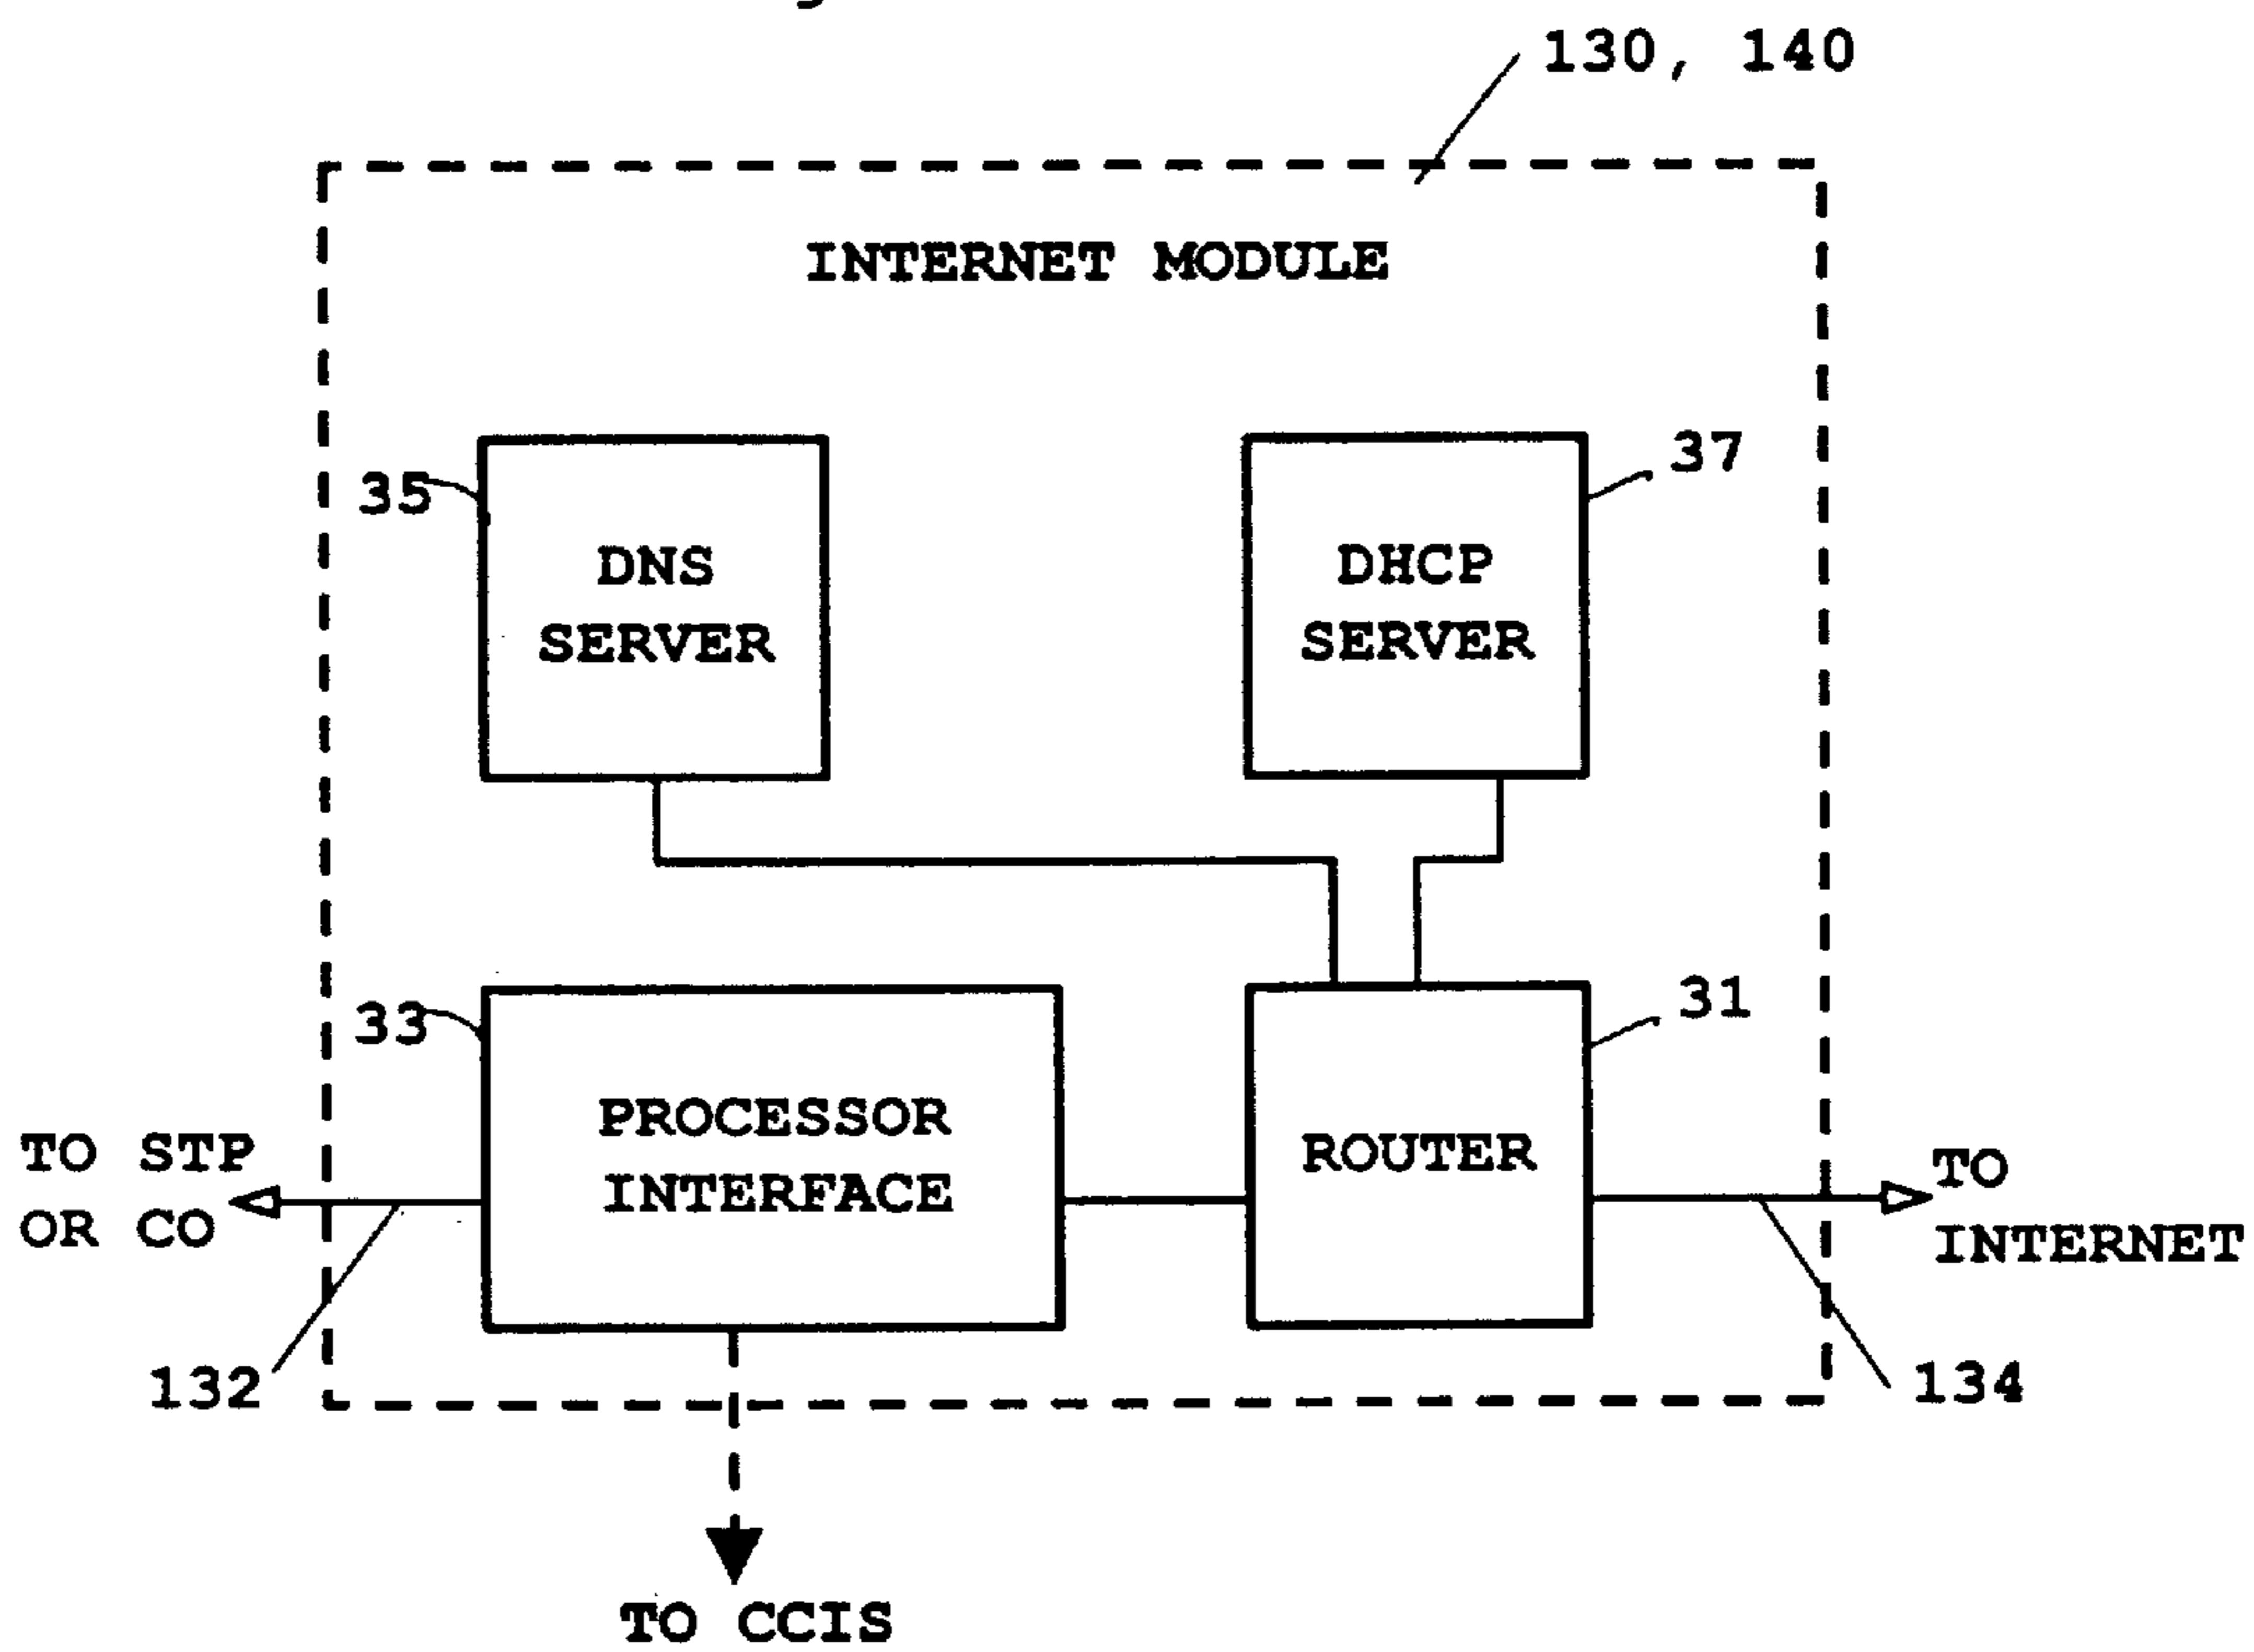 130, 140
INTERNET MODULE
35
37
DNS
SERVER
DHCP
SERVER
33
31
PROCESSOR
INTERFACE
ROUTER
TO STP
OR CO
TO
INTERNET
132
134
TO CCIS